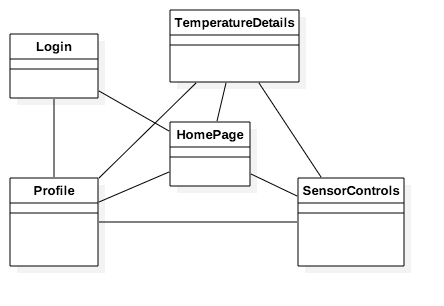 TemperatureDetails
Login
HomePage
Profile
SensorControls